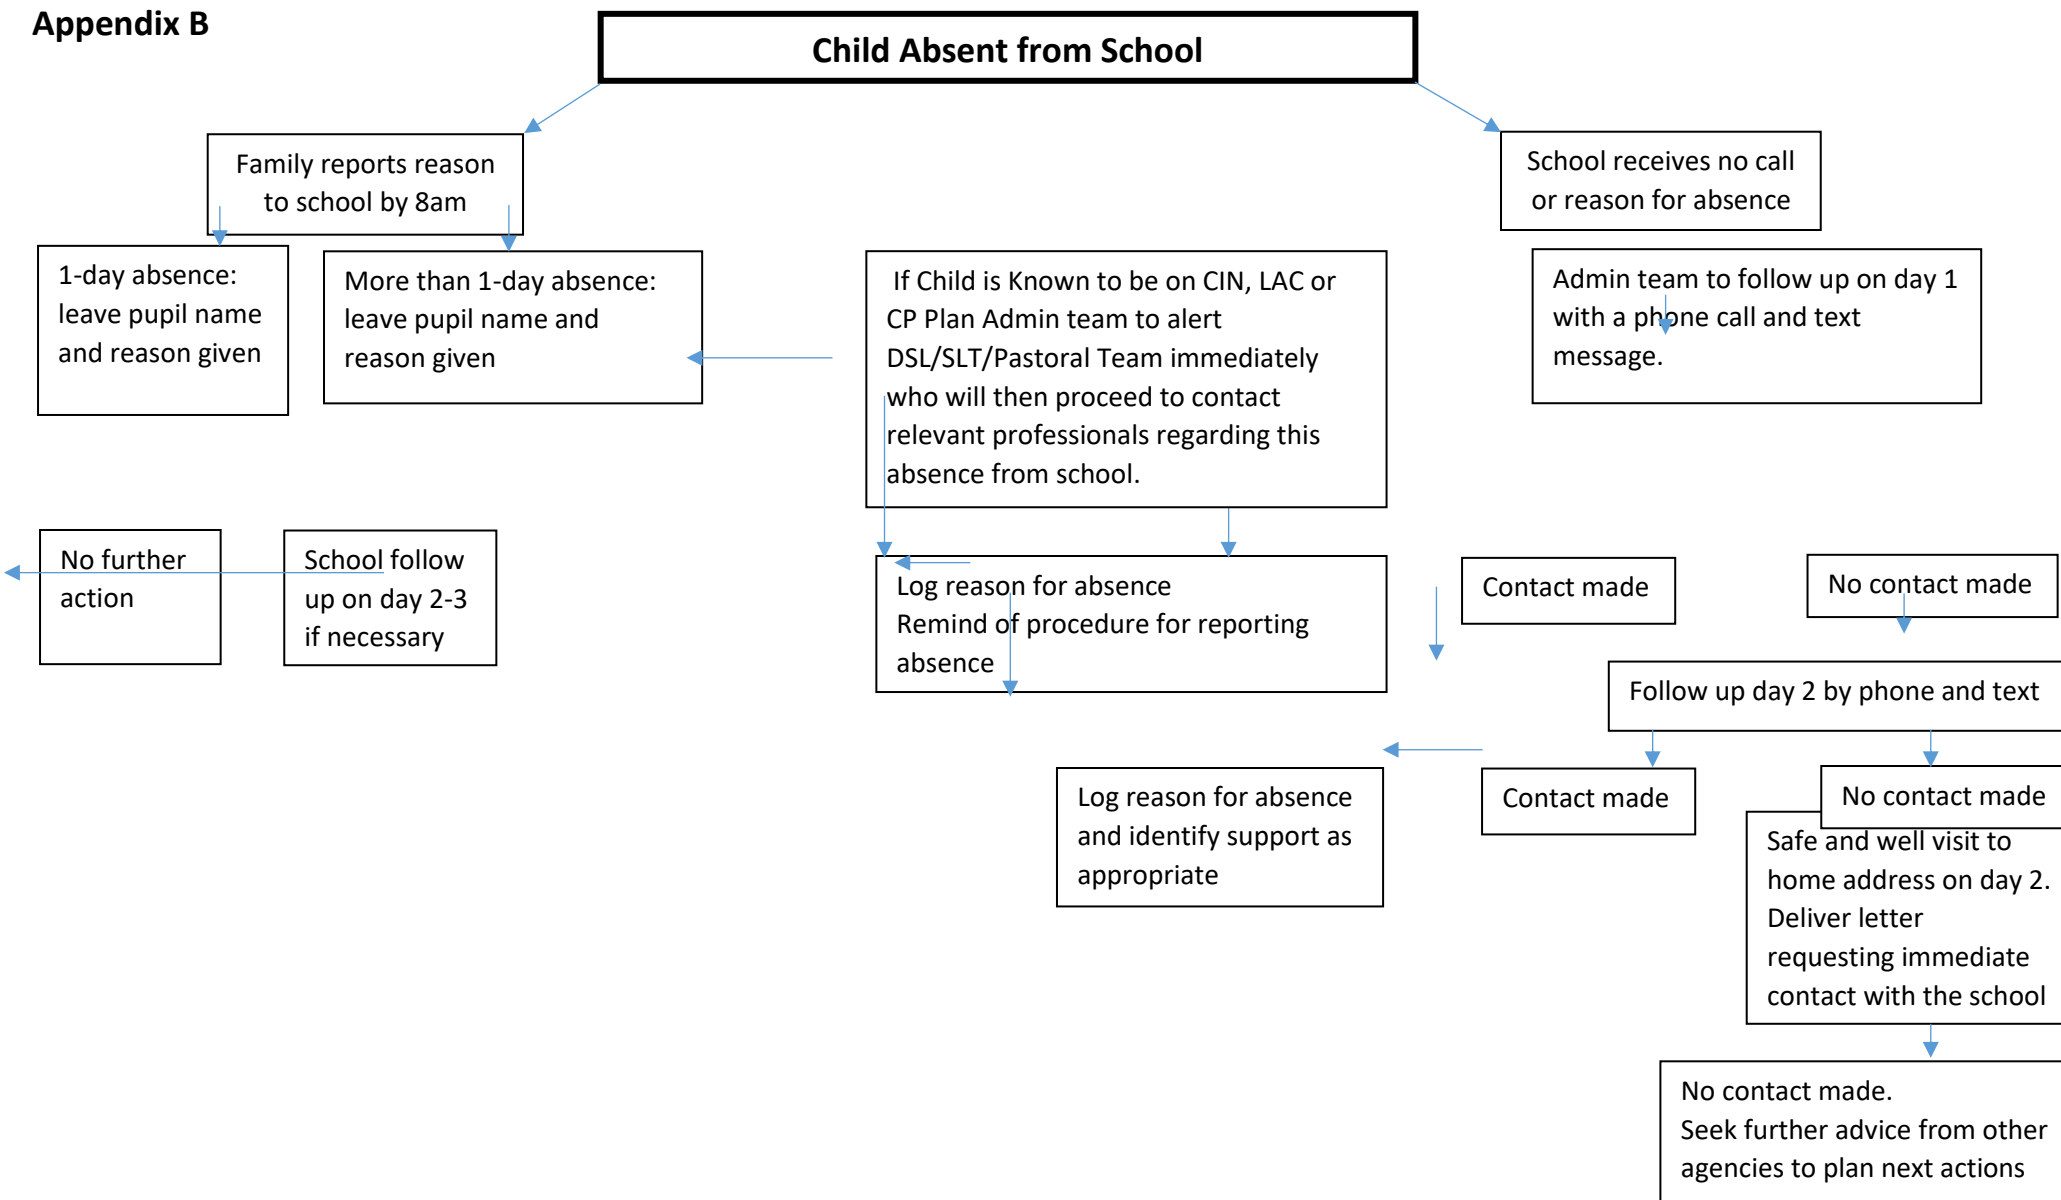 Appendix B
Child Absent from School
Family reports reason
to school by 8am
School receives no call
or reason for absence
1-day absence:
leave pupil name
and reason given
More than 1-day absence:
leave pupil name and
reason given
If Child is Known to be on CIN, LAC or
CP Plan Admin team to alert
DSL/SLT/Pastoral Team immediately
who will then proceed to contact
relevant professionals regarding this
absence from school.
Admin team to follow up on day 1
with a phone call and text
message.
No further
action
School follow
up on day 2-3
if necessary
Log reason for absence
Remind of procedure for reporting
absence
Contact made
No contact made
Follow up day 2 by phone and text
Log reason for absence
and identify support as
appropriate
Contact made
No contact made
Safe and well visit to
home address on day 2.
Deliver letter
requesting immediate
contact with the school
No contact made.
Seek further advice from other
agencies to plan next actions